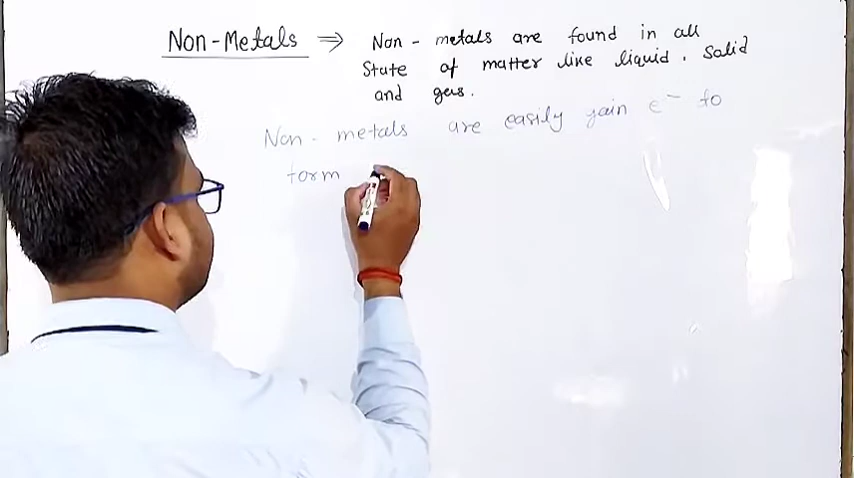 Non-Metals ⇒ Non - metals are found in all
State of matter like liquid, Solid
and gas.
Non - metals are easily gain e⁻ to
form